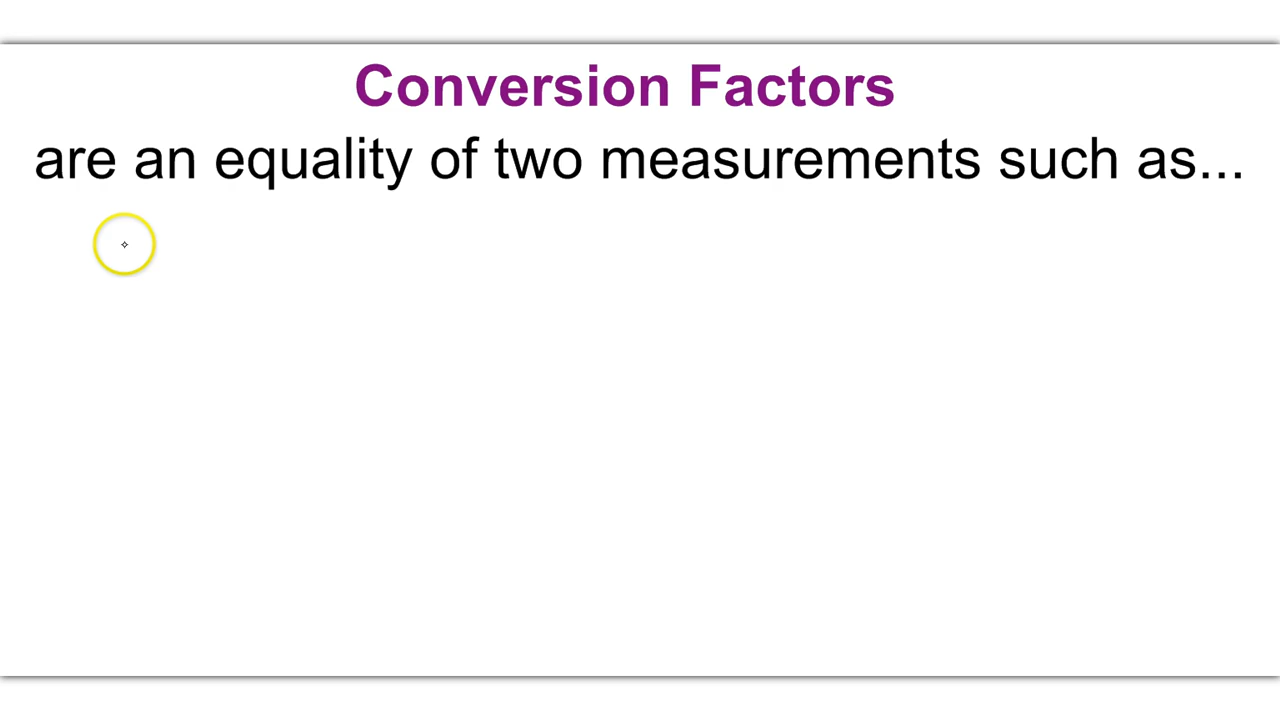 Conversion Factors
are an equality of two measurements such as...